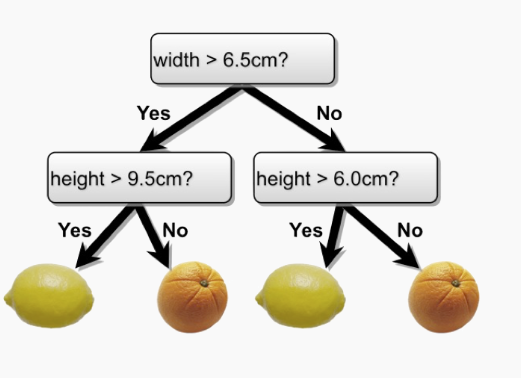 width > 6.5cm?
Yes
No
height > 9.5cm?
height > 6.0cm?
Yes
No
Yes
No